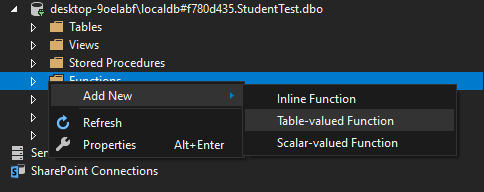 desktop-9oelabf\localdb#f780d435.StudentTest.dbo
Tables
Views
Stored Procedures
Functions
Add New
Inline Function
Refresh
Table-valued Function
Properties Alt+Enter
Scalar-valued Function
SharePoint Connections